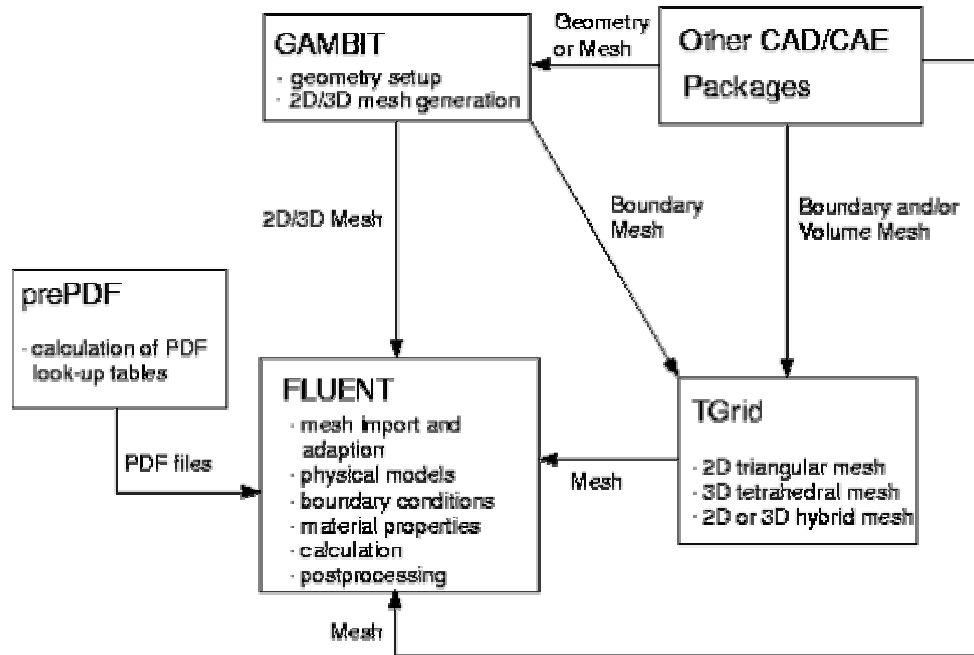 GAMBIT
- geometry setup
- 2D/3D mesh generation
Geometry
or Mesh
Other CAD/CAE
Packages
2D/3D Mesh
Boundary
Mesh
Boundary and/or
Volume Mesh
prePDF
- calculation of PDF
look-up tables
PDF files
FLUENT
- mesh import and
adaption
- physical models
- boundary conditions
- material properties
- calculation
- postprocessing
Mesh
TGrid
- 2D triangular mesh
- 3D tetrahedral mesh
- 2D or 3D hybrid mesh
Mesh